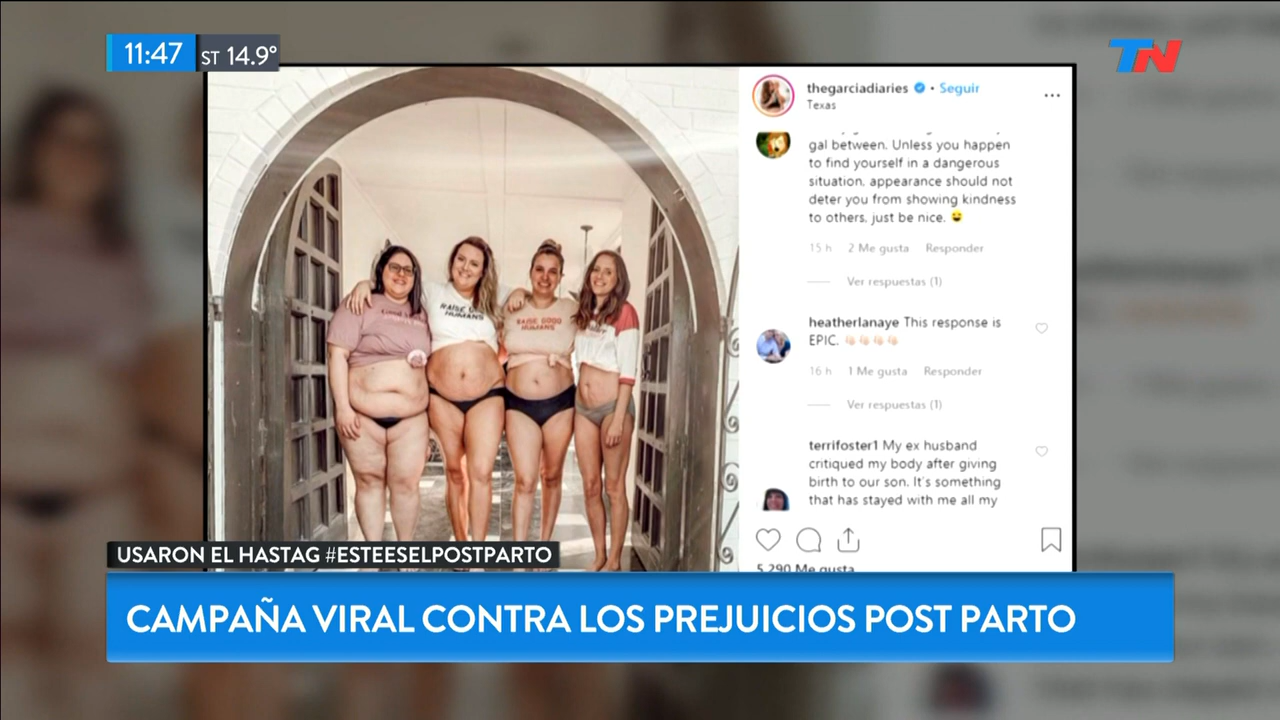 11:47 ST 14.9°
TN
thegarciadiaries • Seguir
Texas
gal between. Unless you happen
to find yourself in a dangerous
situation, appearance should not
deter you from showing kindness
to others. just be nice. 😄
15 h 2 Me gusta Responder
Ver respuestas (1)
heatherlanaye This response is
EPIC. 👏🏻👏🏻👏🏻👏🏻
16 h 1 Me gusta Responder
Ver respuestas (1)
terrifoster1 My ex husband
critiqued my body after giving
birth to our son. It's something
that has stayed with me all my
5.290 Me gusta
RAISE GOOD
HUMANS
RAISE GOOD
HUMANS
USARON EL HASTAG #ESTEESELPOSTPARTO
CAMPAÑA VIRAL CONTRA LOS PREJUICIOS POST PARTO